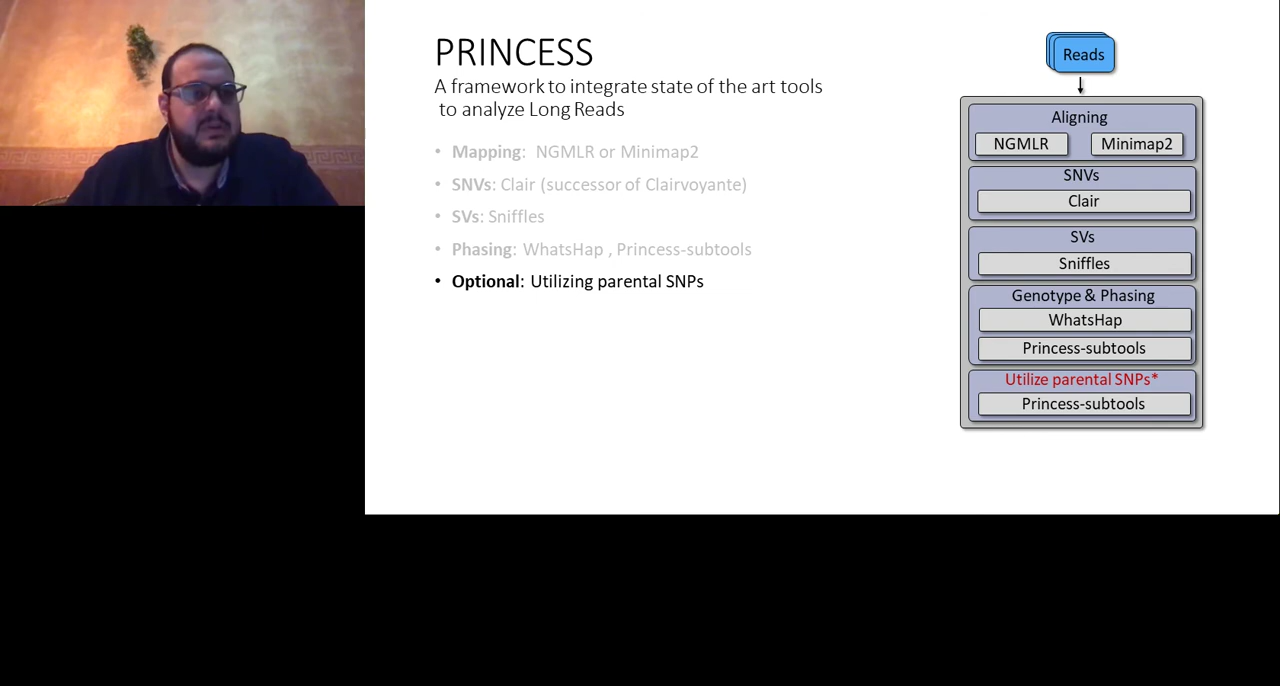 PRINCESS
A framework to integrate state of the art tools
to analyze Long Reads
• Mapping: NGMLR or Minimap2
• SNVs: Clair (successor of Clairvoyante)
• SVs: Sniffles
• Phasing: WhatsHap , Princess-subtools
• Optional: Utilizing parental SNPs
Reads
Aligning
NGMLR Minimap2
SNVs
Clair
SVs
Sniffles
Genotype & Phasing
WhatsHap
Princess-subtools
Utilize parental SNPs*
Princess-subtools